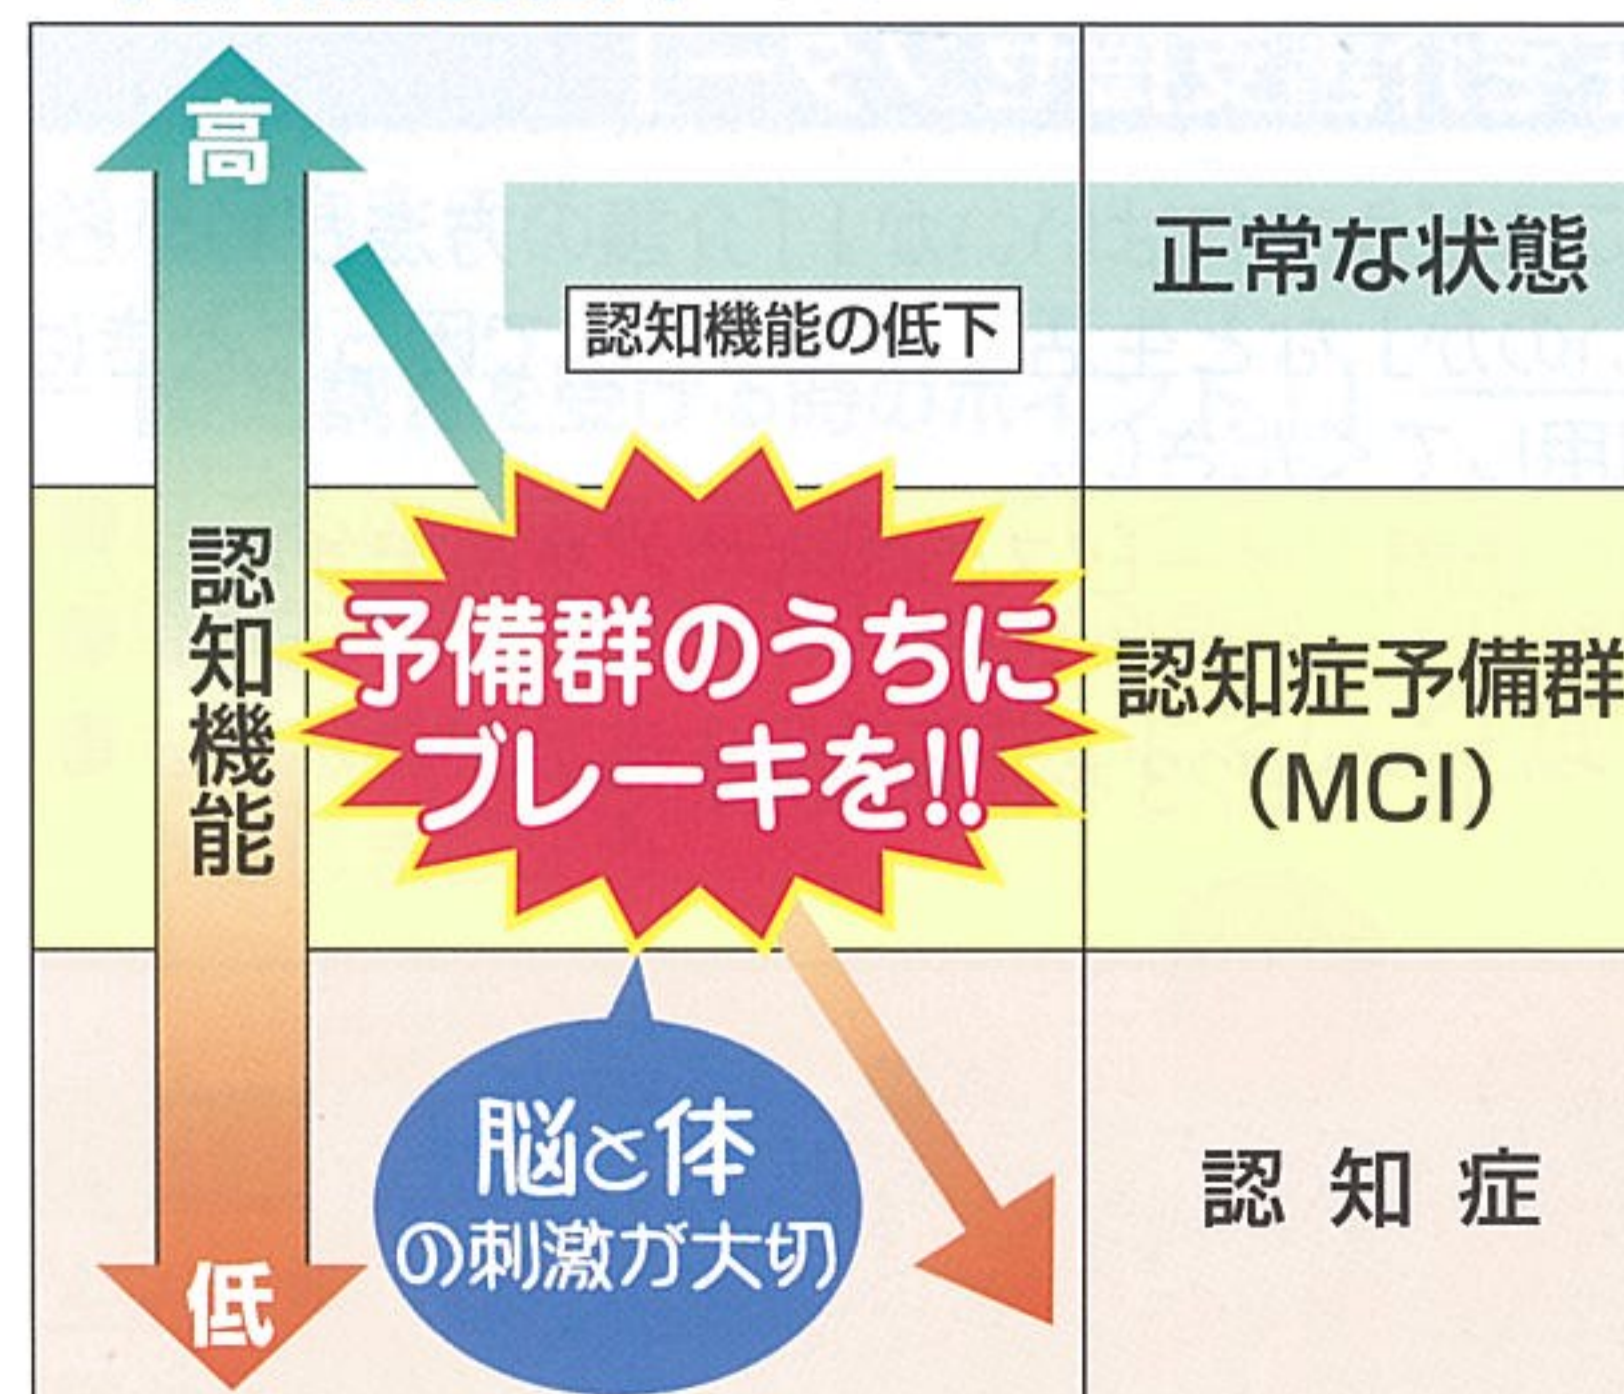 高
認知機能
低
認知機能の低下
予備群のうちに
ブレーキを!!
脳と体
の刺激が大切
正常な状態
認知症予備群
（MCI）
認知症